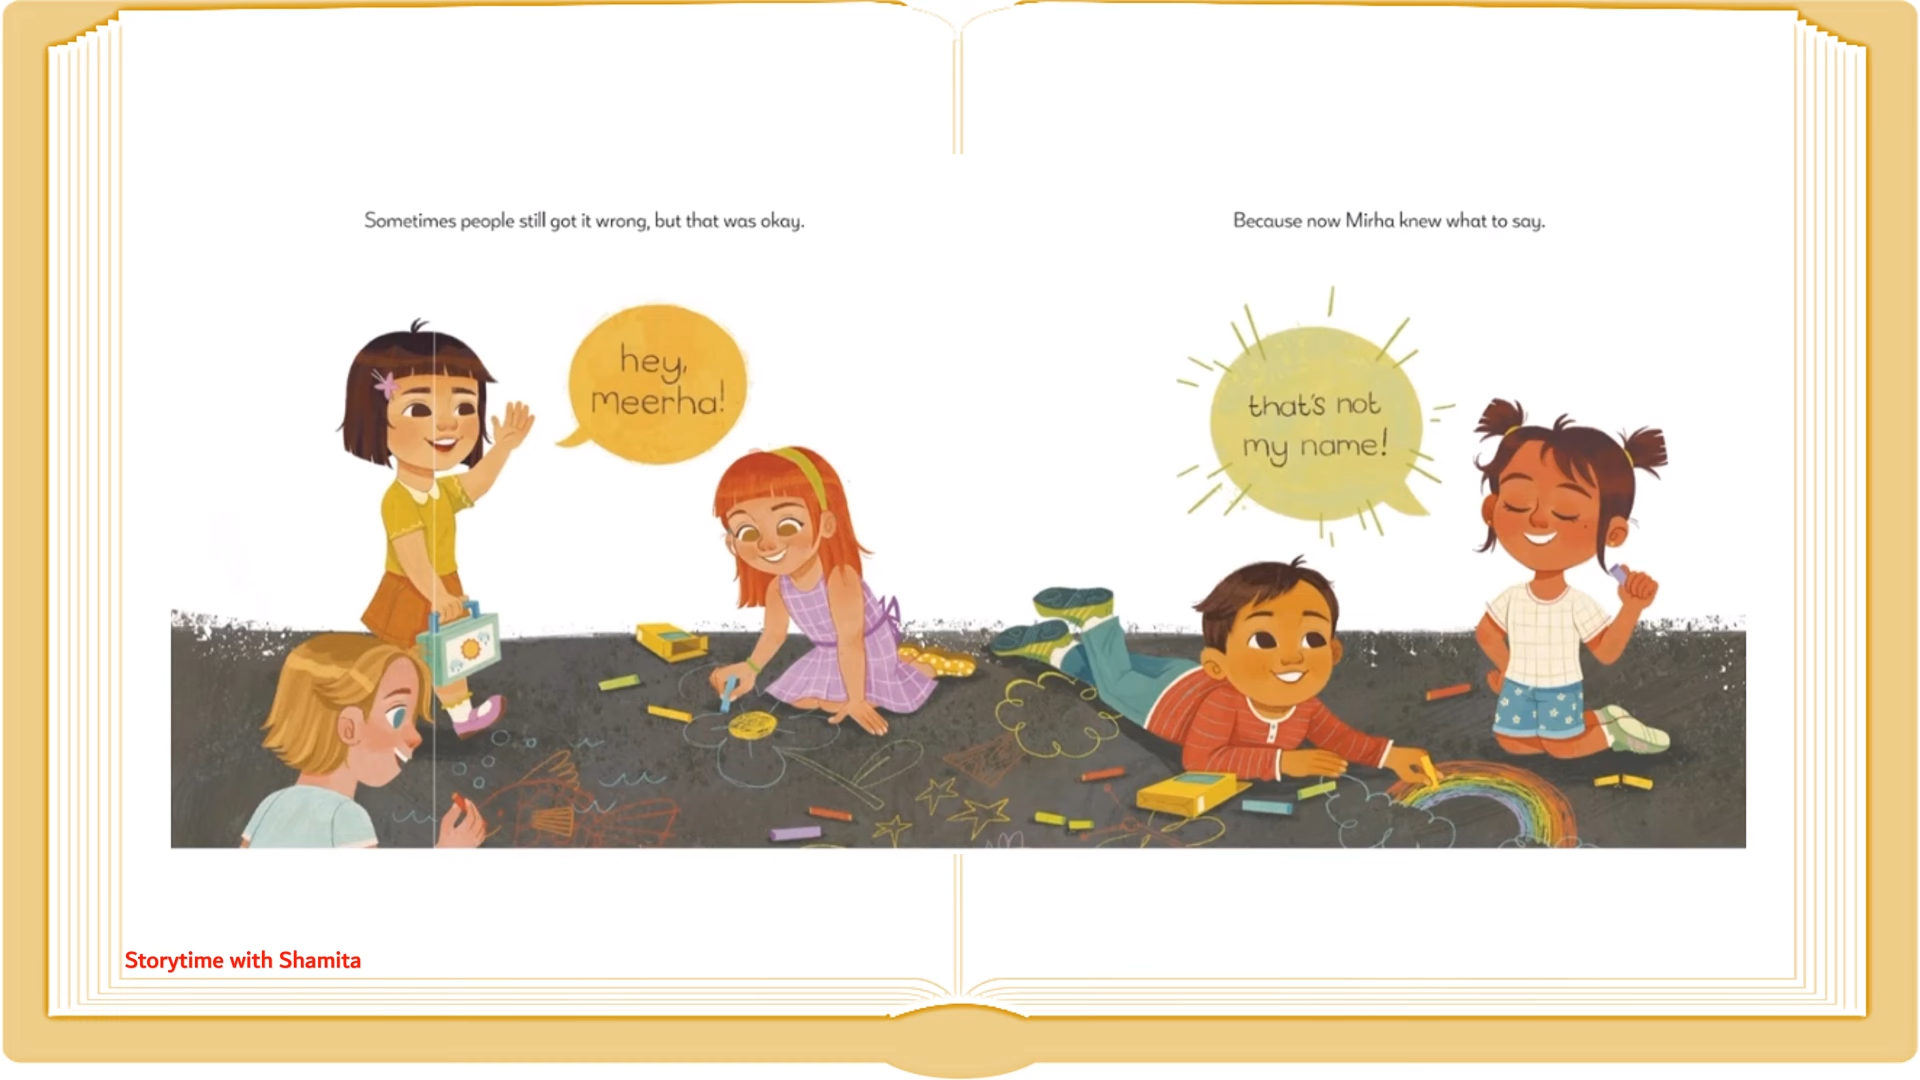 Sometimes people still got it wrong, but that was okay.
hey,
meerha!
Because now Mirha knew what to say.
that's not
my name!
Storytime with Shamita